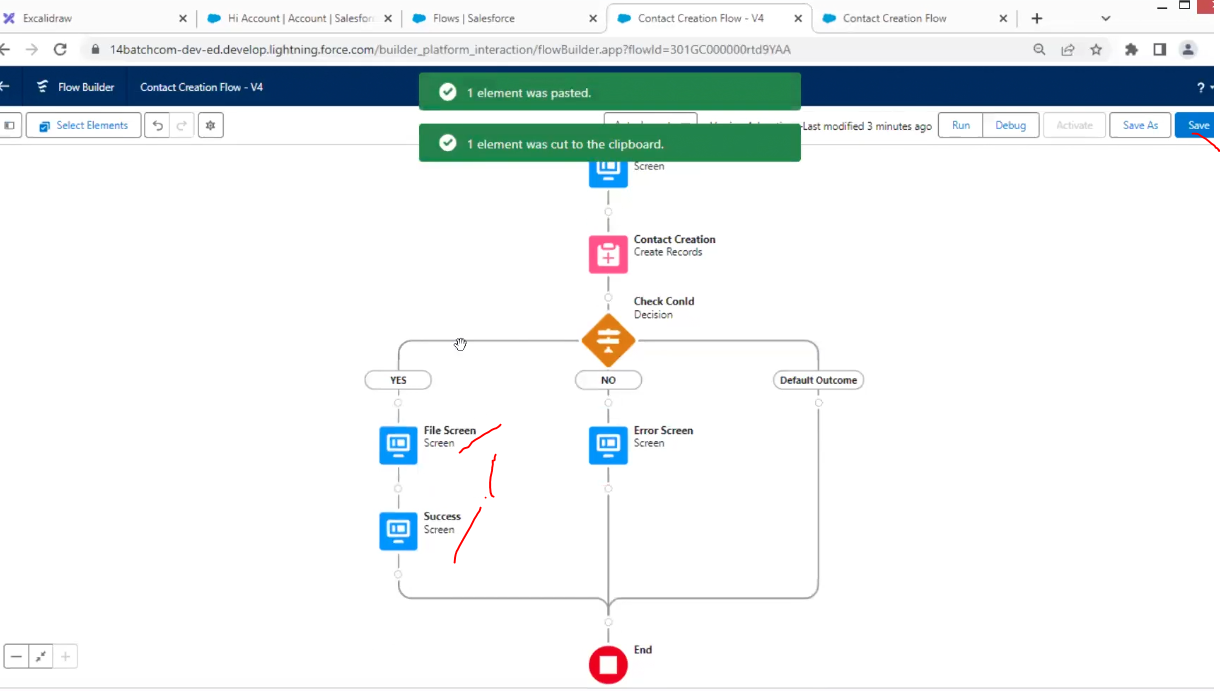 Excalidraw
Hi Account | Account | Salesfor
Flows | Salesforce
Contact Creation Flow - V4
Contact Creation Flow
14batchcom-dev-ed.develop.lightning.force.com/builder_platform_interaction/flowBuilder.app?flowId=301GC000000rtd9YAA
Flow Builder
Contact Creation Flow - V4
?
1 element was pasted.
Select Elements
Last modified 3 minutes ago
Run
Debug
Activate
Save As
Save
1 element was cut to the clipboard.
Screen
Contact Creation
Create Records
Check ConId
Decision
YES
NO
Default Outcome
File Screen
Screen
Error Screen
Screen
Success
Screen
End